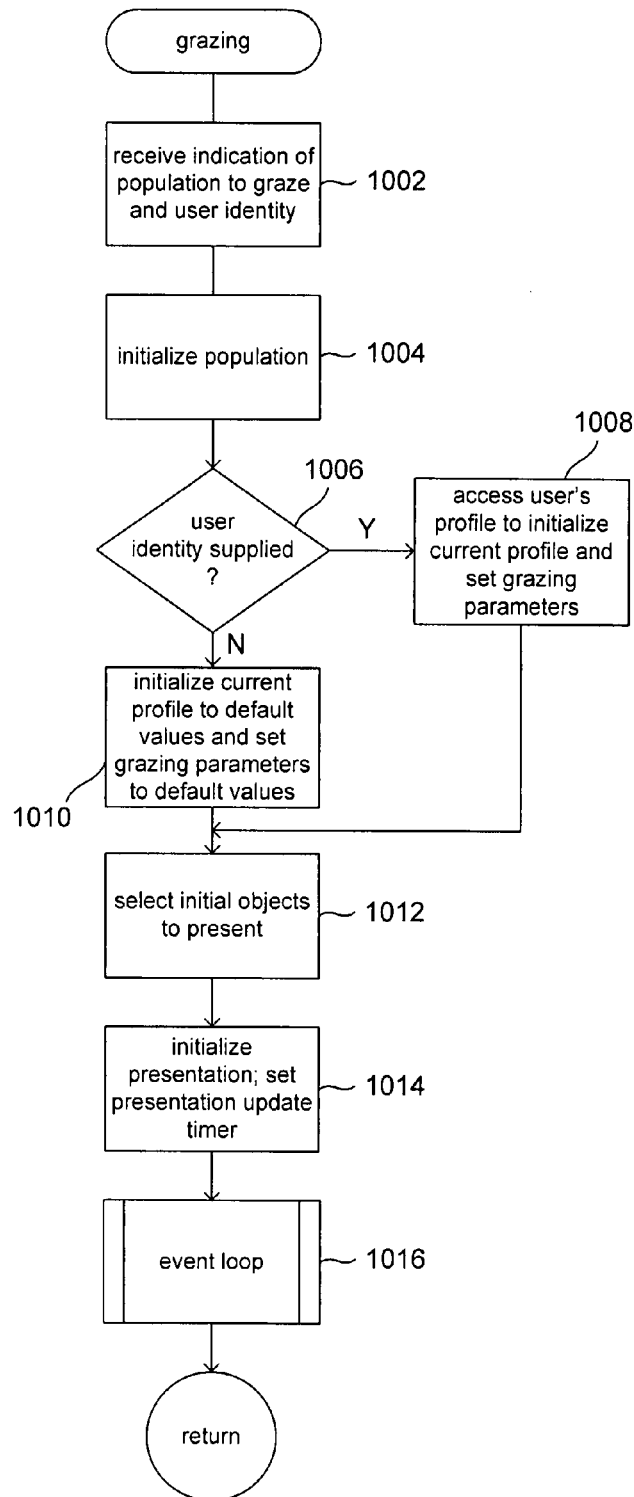 grazing
receive indication of
population to graze
and user identity
1002
initialize population
1004
1006
user
identity supplied
?
Y
N
1008
access user's
profile to initialize
current profile and
set grazing
parameters
initialize current
profile to default
values and set
grazing parameters
to default values
1010
select initial objects
to present
1012
initialize
presentation; set
presentation update
timer
1014
event loop
1016
return